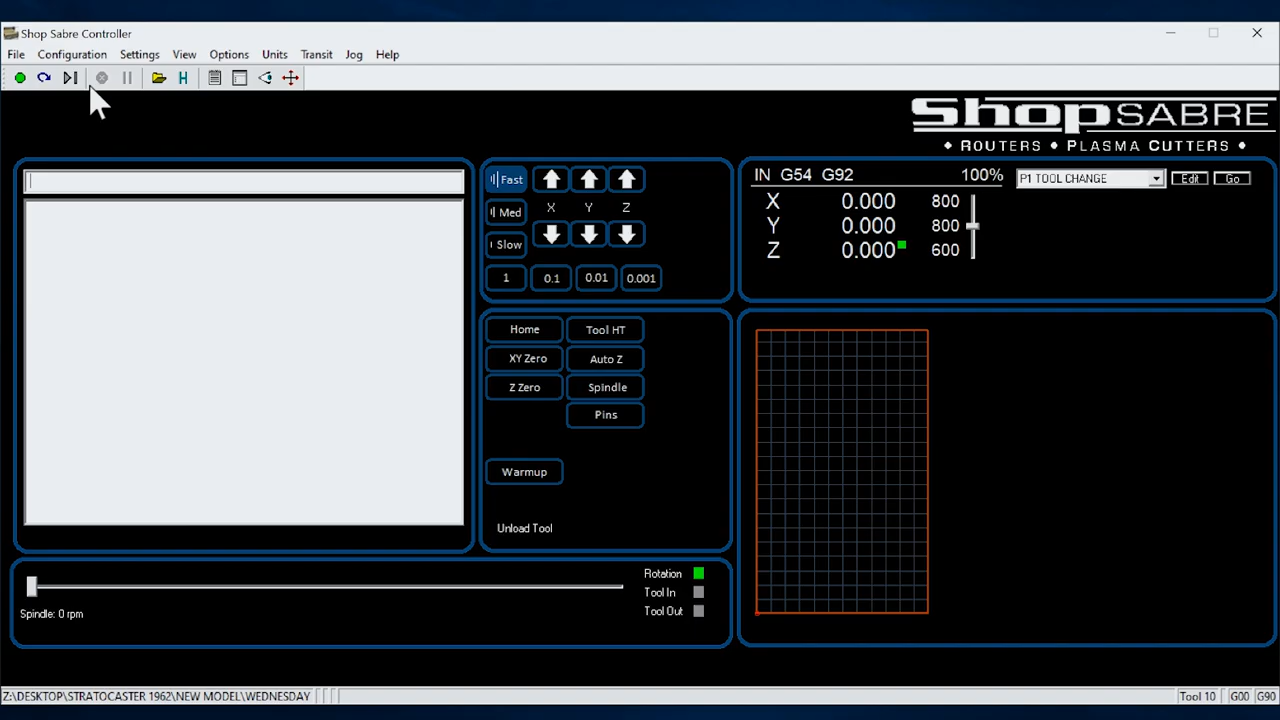 Shop Sabre Controller
File Configuration Settings View Options Units Transit Jog Help
H
ShopSABRE
• ROUTERS • PLASMA CUTTERS •
Fast
X Y Z
Med
Slow
1 0.1 0.01 0.001
IN G54 G92 100%
X 0.000 800
Y 0.000 800
Z 0.000 600
P1 TOOL CHANGE Edit Go
Home Tool HT
XY Zero Auto Z
Z Zero Spindle
Pins
Warmup
Unload Tool
Rotation
Tool In
Tool Out
Spindle: 0 rpm
Z:\DESKTOP\STRATOCASTER 1962\NEW MODEL\WEDNESDAY Tool 10 G00 G90